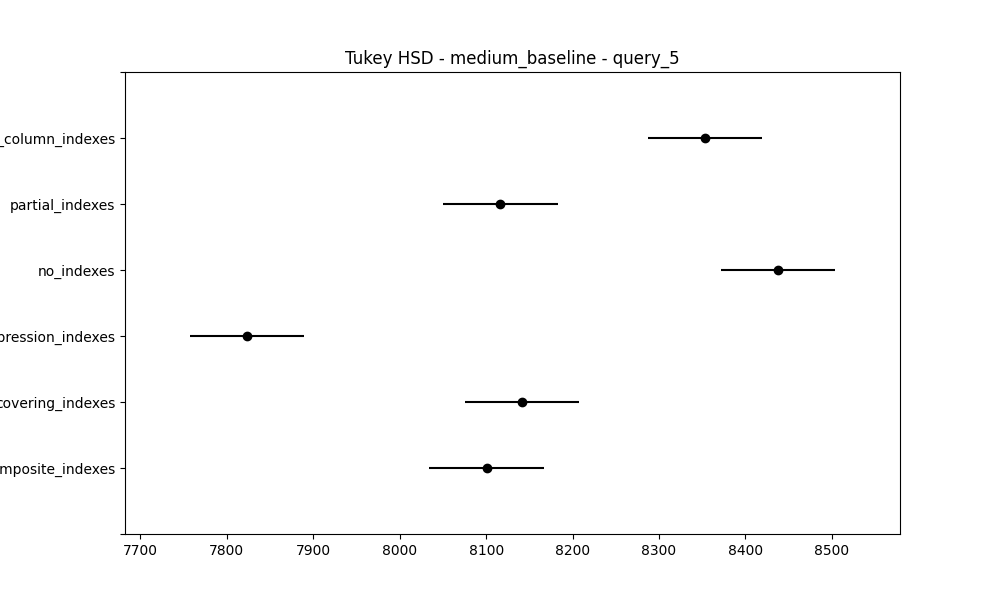 Tukey HSD - medium_baseline - query_5
_column_indexes
partial_indexes
no_indexes
pression_indexes
covering_indexes
mposite_indexes
7700 7800 7900 8000 8100 8200 8300 8400 8500